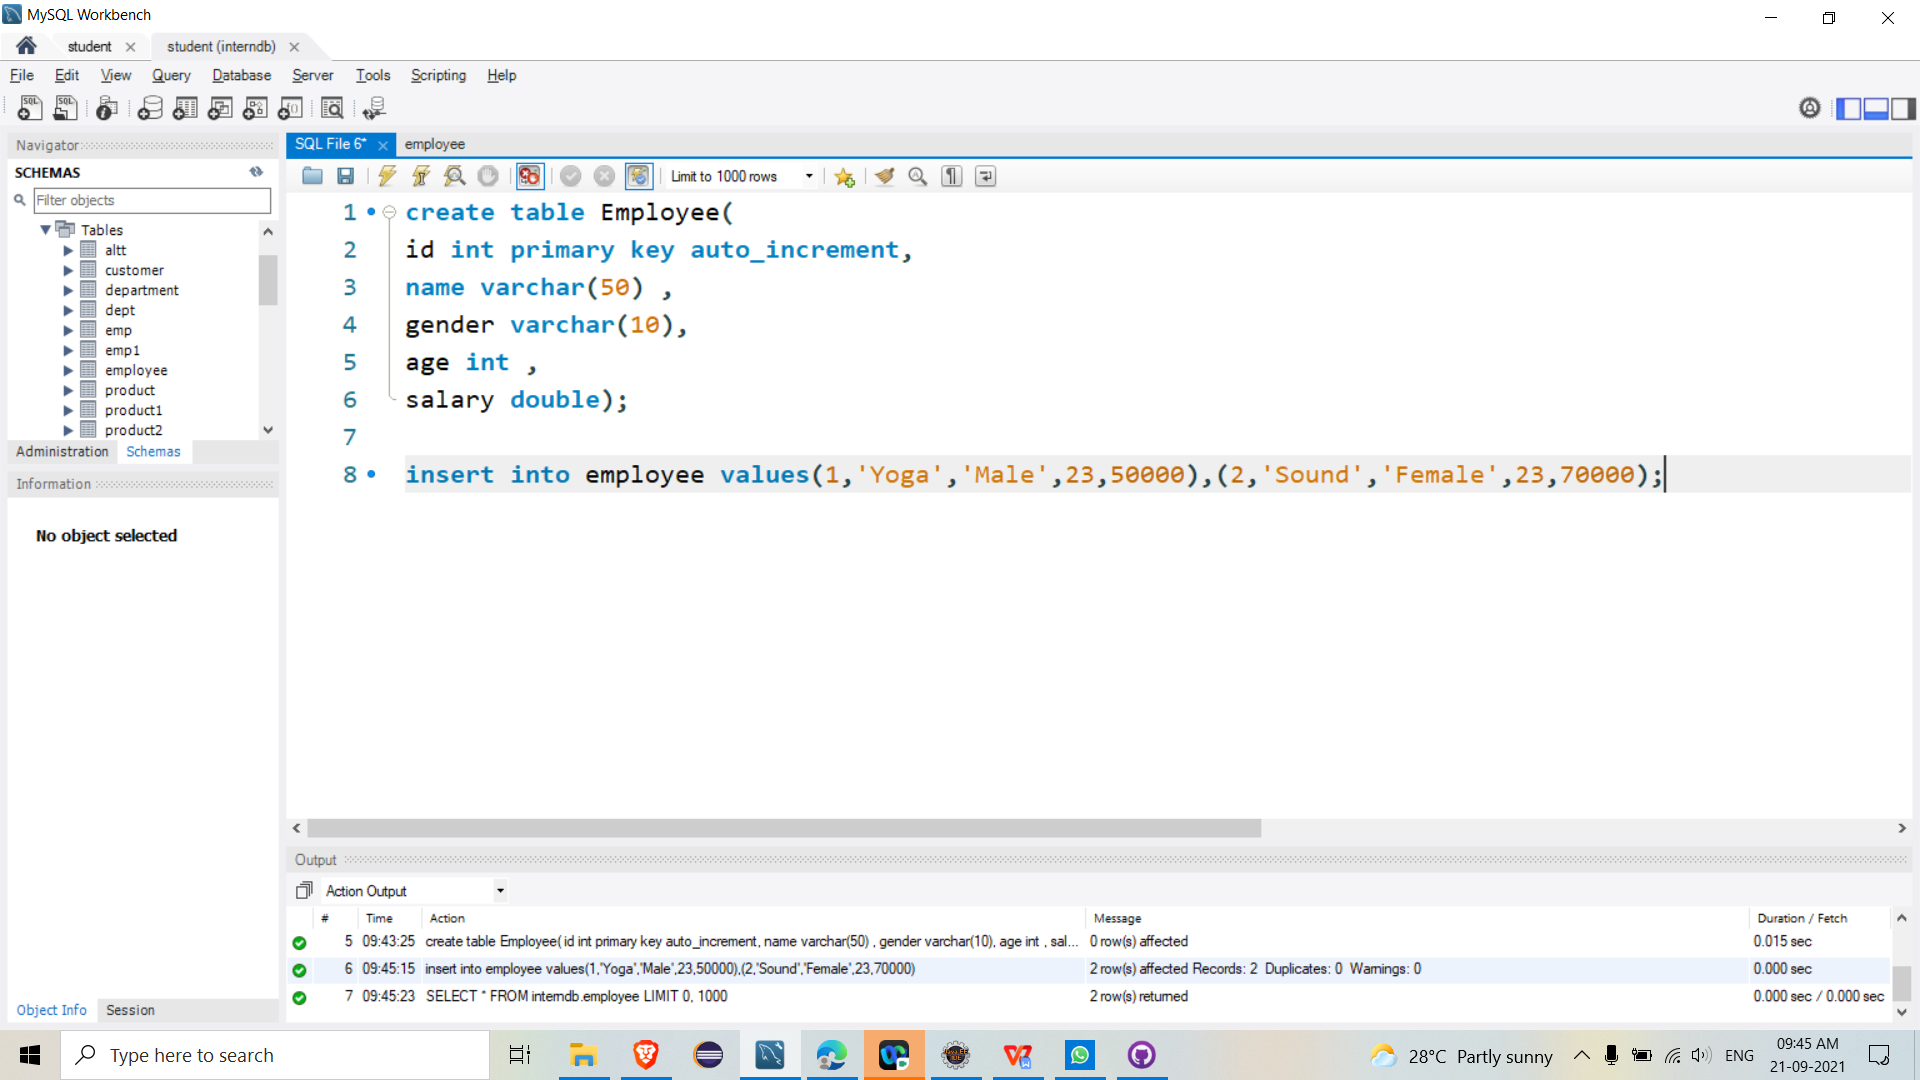 MySQL Workbench
student
student (interndb)
File Edit View Query Database Server Tools Scripting Help
Navigator
SCHEMAS
Filter objects
Tables
altt
customer
department
dept
emp
emp1
employee
product
product1
product2
Administration Schemas
Information
No object selected
Object Info Session
SQL File 6* employee
Limit to 1000 rows
1 create table Employee(
2 id int primary key auto_increment,
3 name varchar(50) ,
4 gender varchar(10),
5 age int ,
6 salary double);
7
8 insert into employee values(1,'Yoga','Male',23,50000),(2,'Sound','Female',23,70000);
Output
Action Output
# Time Action Message Duration / Fetch
5 09:43:25 create table Employee( id int primary key auto_increment, name varchar(50) , gender varchar(10), age int , sal... 0 row(s) affected 0.015 sec
6 09:45:15 insert into employee values(1,'Yoga','Male',23,50000),(2,'Sound','Female',23,70000) 2 row(s) affected Records: 2 Duplicates: 0 Warnings: 0 0.000 sec
7 09:45:23 SELECT * FROM interndb.employee LIMIT 0, 1000 2 row(s) returned 0.000 sec / 0.000 sec
Type here to search
28°C Partly sunny
ENG
09:45 AM
21-09-2021